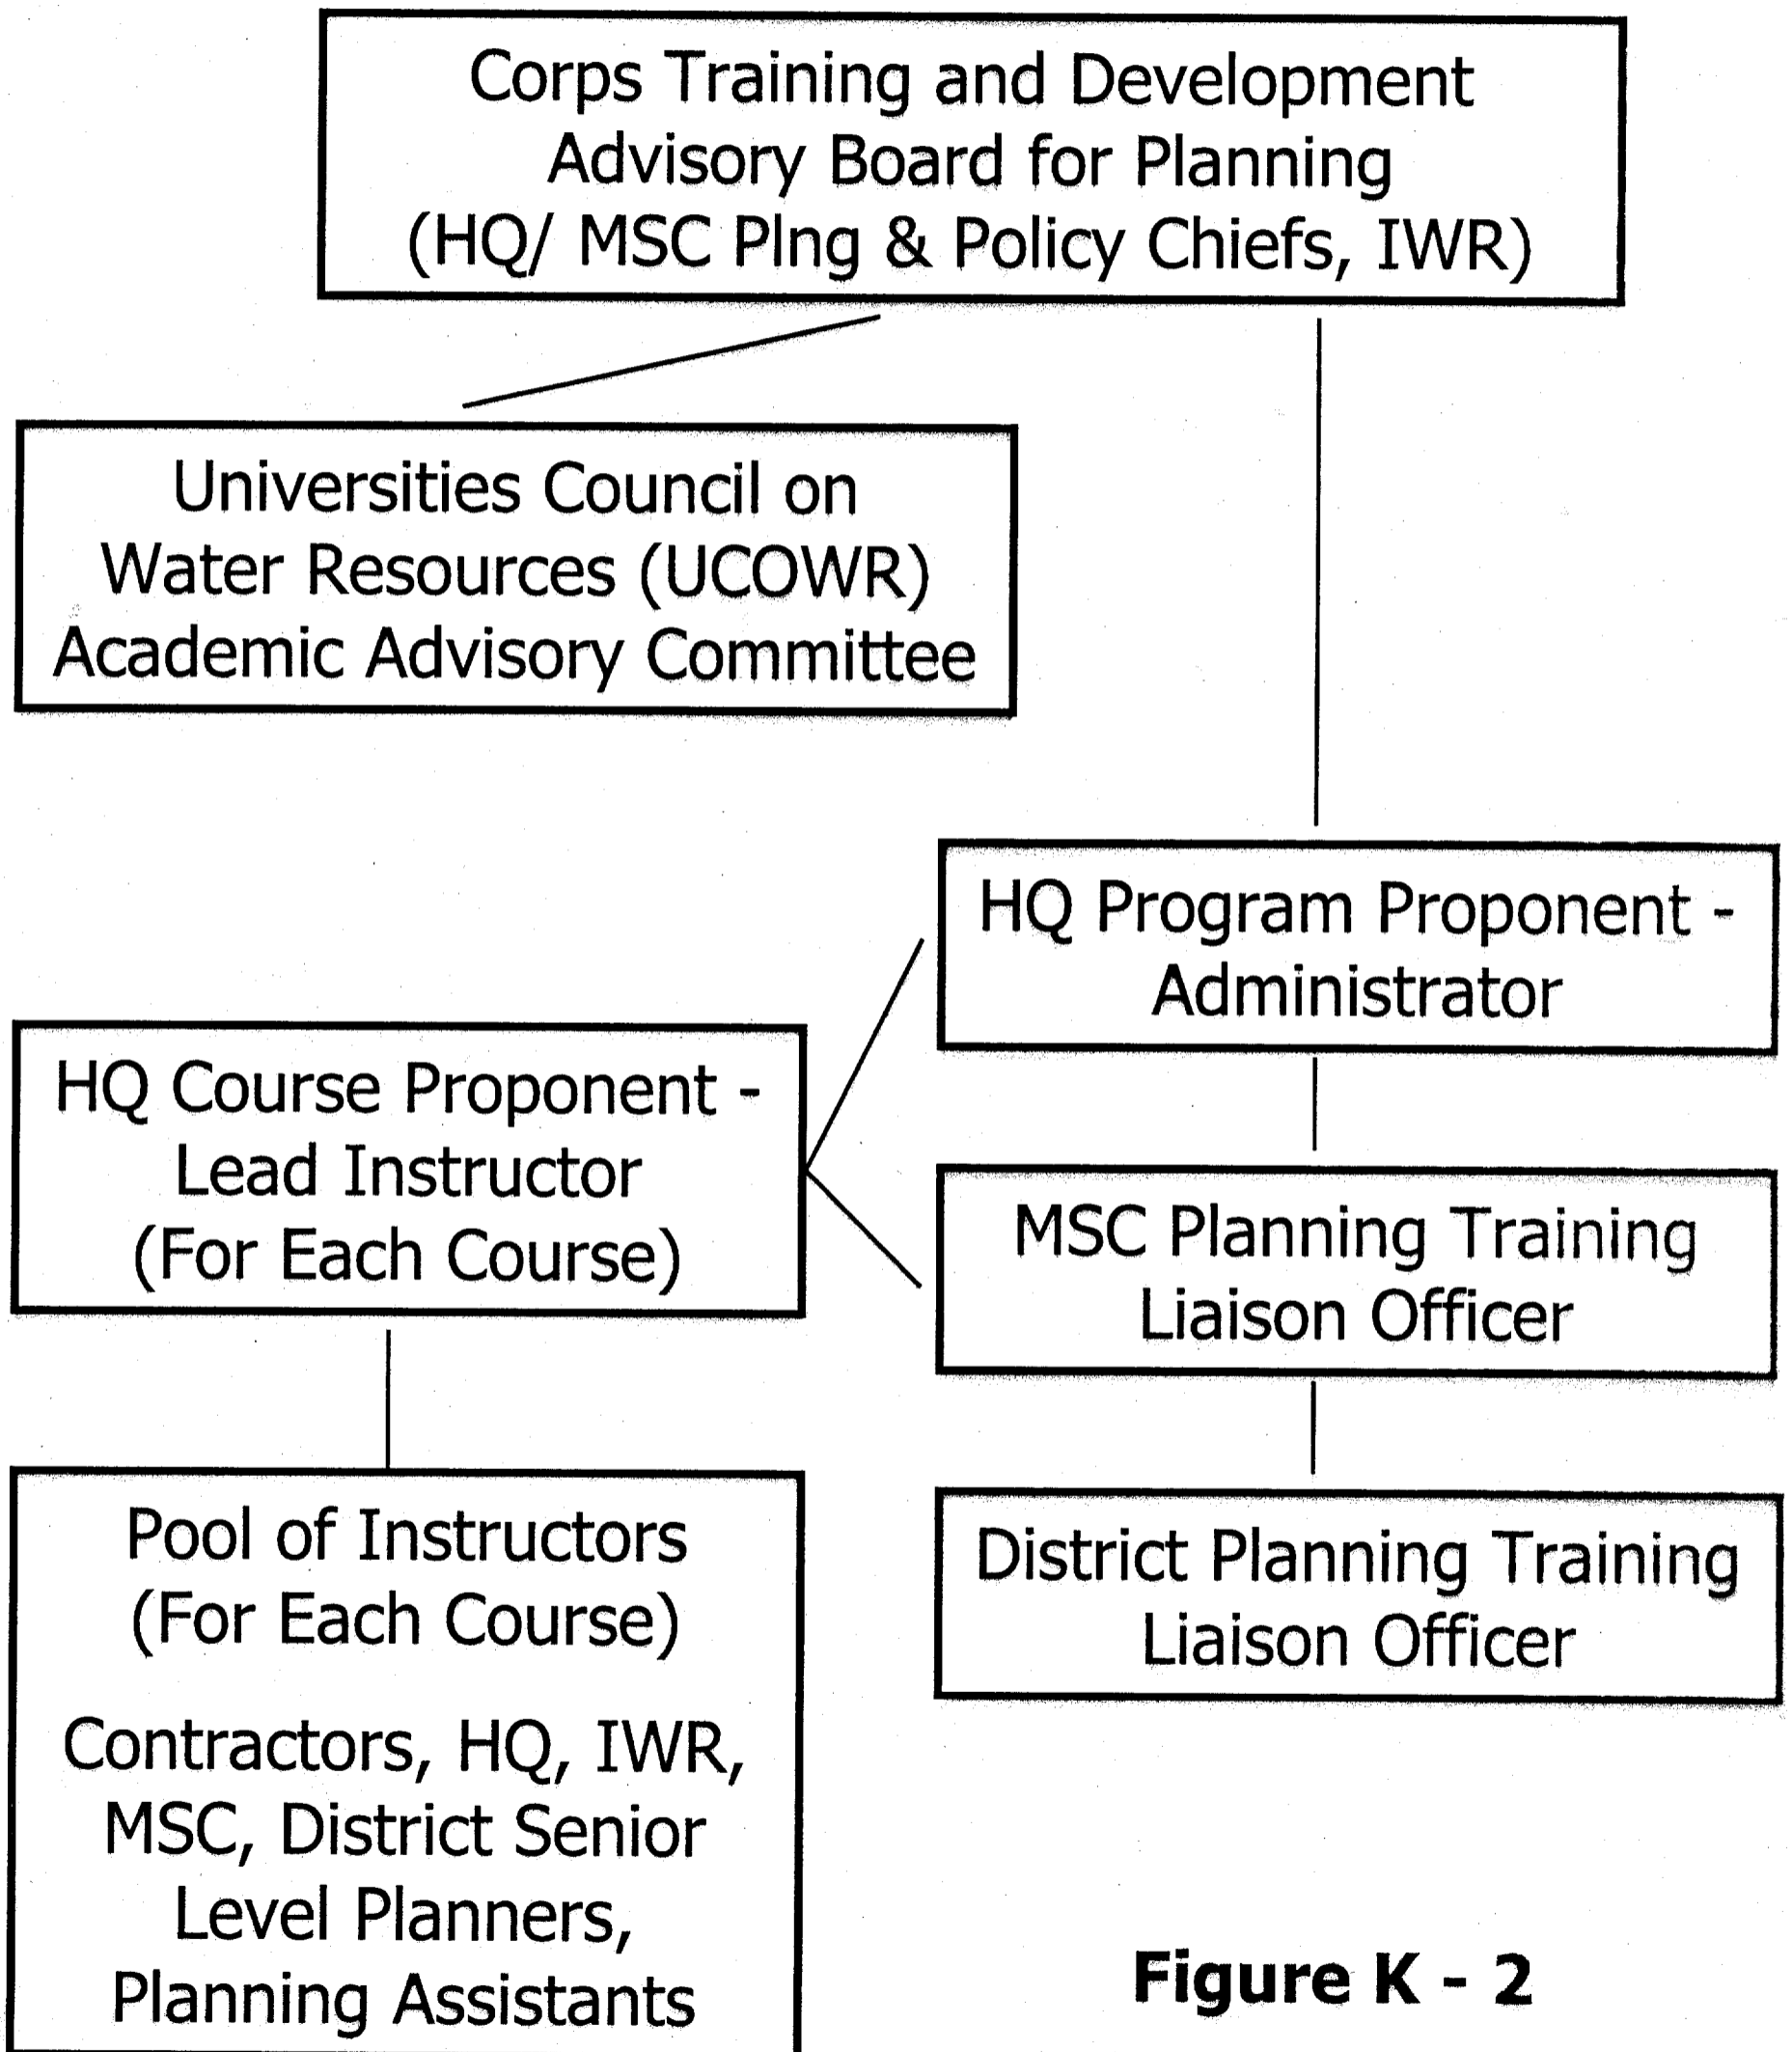 Corps Training and Development
Advisory Board for Planning
(HQ/ MSC Plng & Policy Chiefs, IWR)
Universities Council on
Water Resources (UCOWR)
Academic Advisory Committee
HQ Program Proponent -
Administrator
HQ Course Proponent -
Lead Instructor
(For Each Course)
MSC Planning Training
Liaison Officer
Pool of Instructors
(For Each Course)
Contractors, HQ, IWR,
MSC, District Senior
Level Planners,
Planning Assistants
District Planning Training
Liaison Officer
Figure K - 2